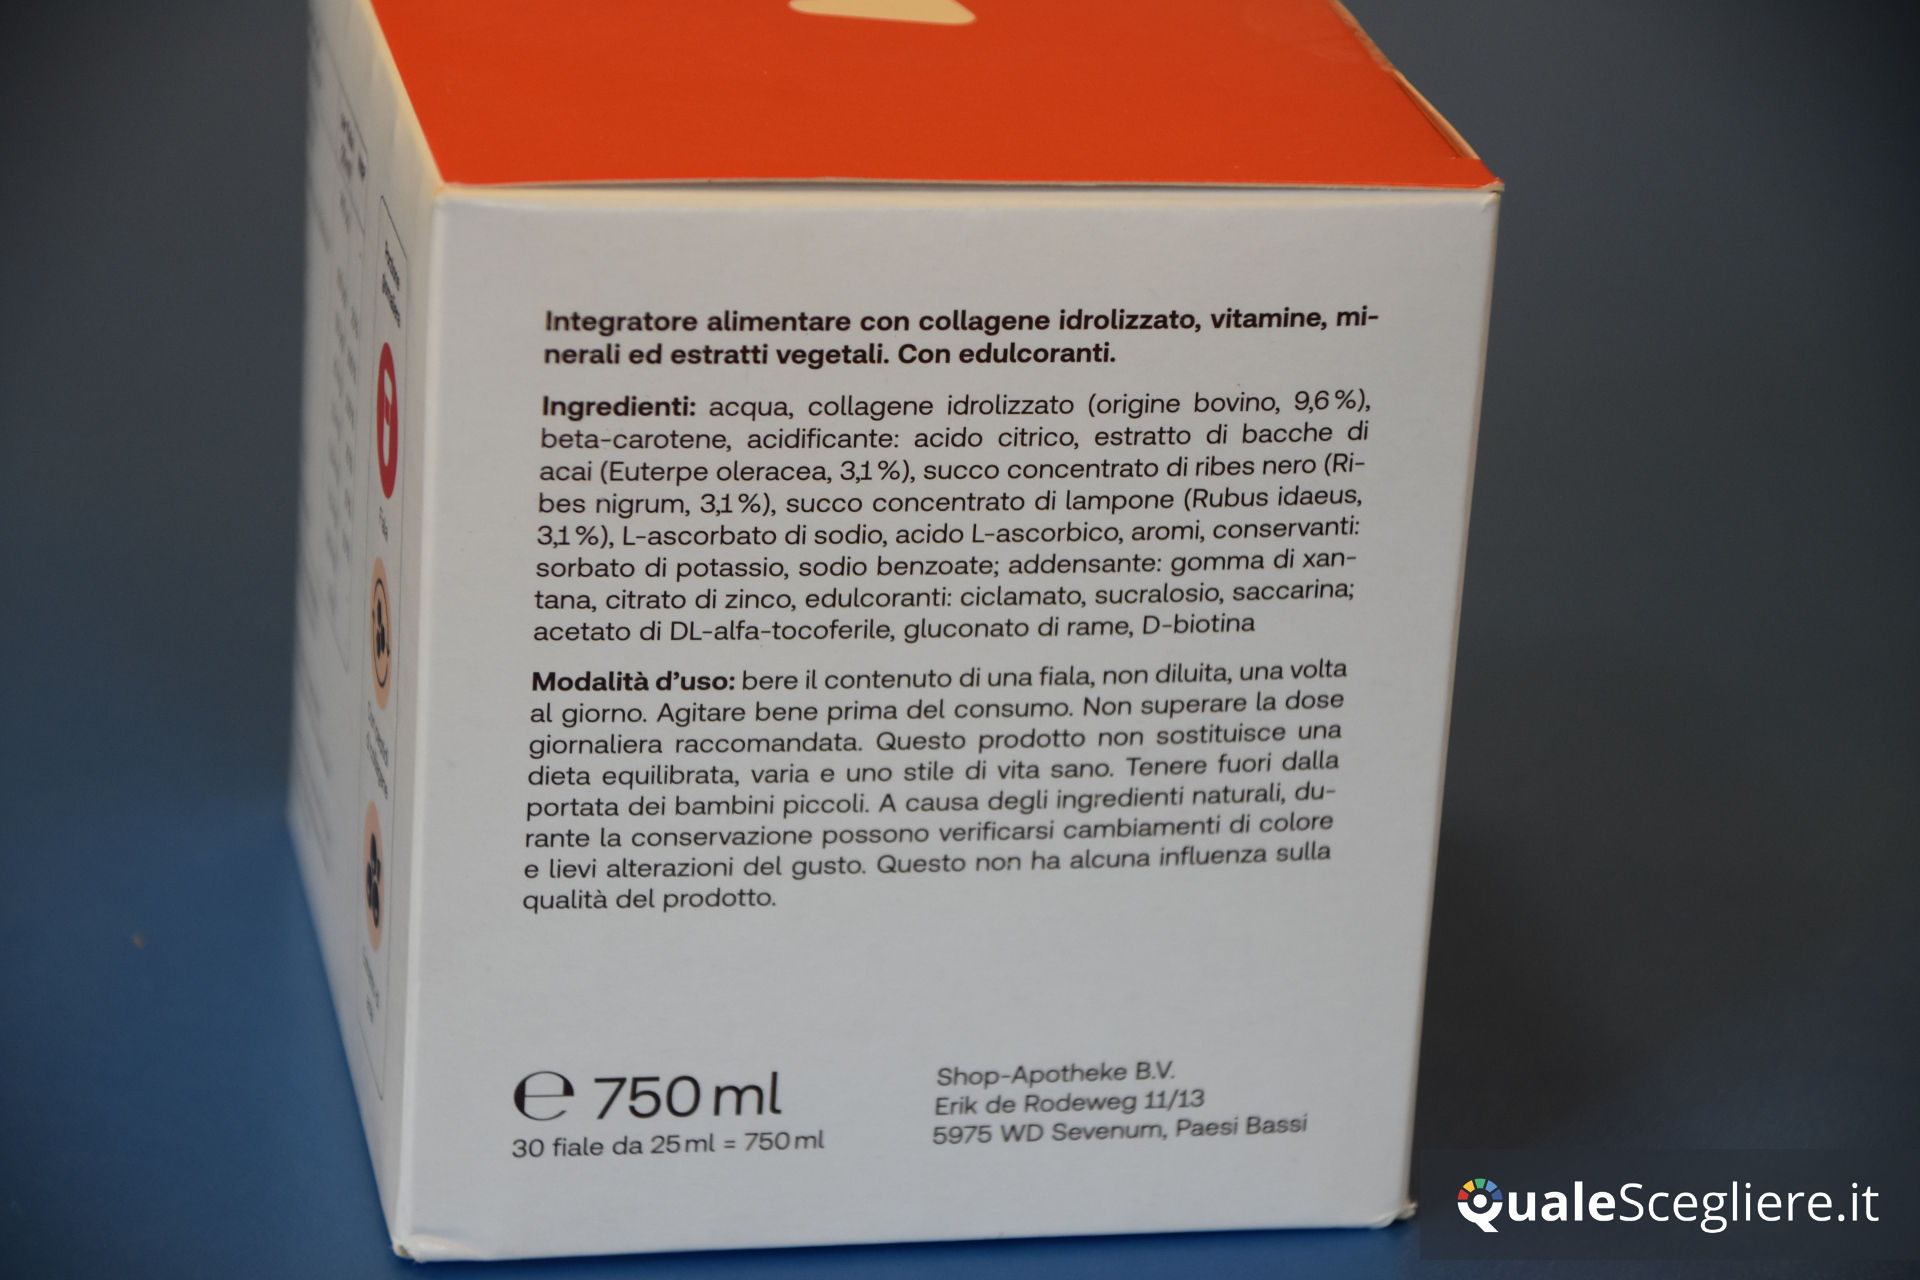 Integratore alimentare con collagene idrolizzato, vitamine, mi-
nerali ed estratti vegetali. Con edulcoranti.
Ingredienti: acqua, collagene idrolizzato (origine bovino, 9,6 %),
beta-carotene, acidificante: acido citrico, estratto di bacche di
acai (Euterpe oleracea, 3,1 %), succo concentrato di ribes nero (Ri-
bes nigrum, 3,1 %), succo concentrato di lampone (Rubus idaeus,
3,1 %), L-ascorbato di sodio, acido L-ascorbico, aromi, conservanti:
sorbato di potassio, sodio benzoate; addensante: gomma di xan-
tana, citrato di zinco, edulcoranti: ciclamato, sucralosio, saccarina;
acetato di DL-alfa-tocoferile, gluconato di rame, D-biotina
Modalità d'uso: bere il contenuto di una fiala, non diluita, una volta
al giorno. Agitare bene prima del consumo. Non superare la dose
giornaliera raccomandata. Questo prodotto non sostituisce una
dieta equilibrata, varia e uno stile di vita sano. Tenere fuori dalla
portata dei bambini piccoli. A causa degli ingredienti naturali, du-
rante la conservazione possono verificarsi cambiamenti di colore
e lievi alterazioni del gusto. Questo non ha alcuna influenza sulla
qualità del prodotto.
℮ 750 ml
30 fiale da 25 ml = 750 ml
Shop-Apotheke B.V.
Erik de Rodeweg 11/13
5975 WD Sevenum, Paesi Bassi
QualeScegliere.it